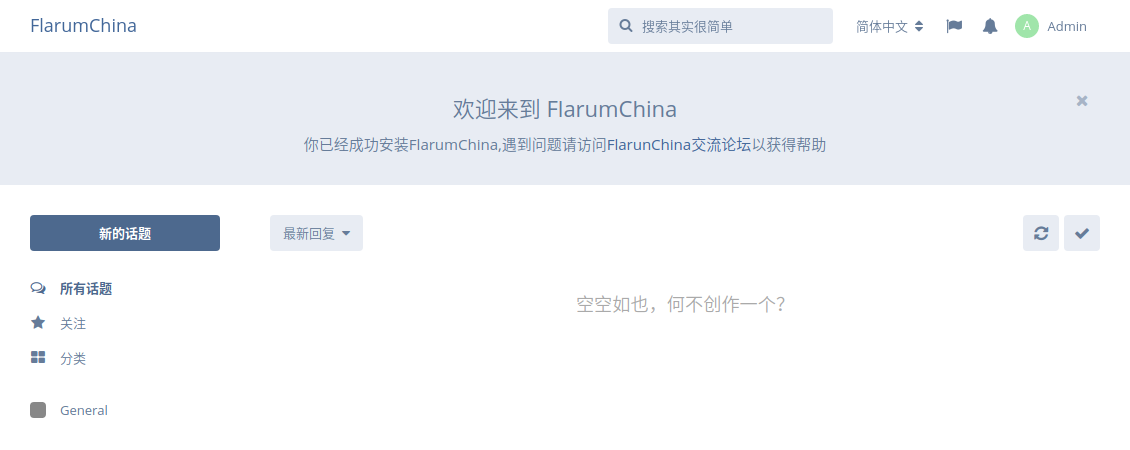 FlarumChina
搜索其实很简单
简体中文
A
Admin
欢迎来到 FlarumChina
你已经成功安装FlarumChina,遇到问题请访问FlarunChina交流论坛以获得帮助
新的话题
最新回复
所有话题
空空如也，何不创作一个？
关注
分类
General